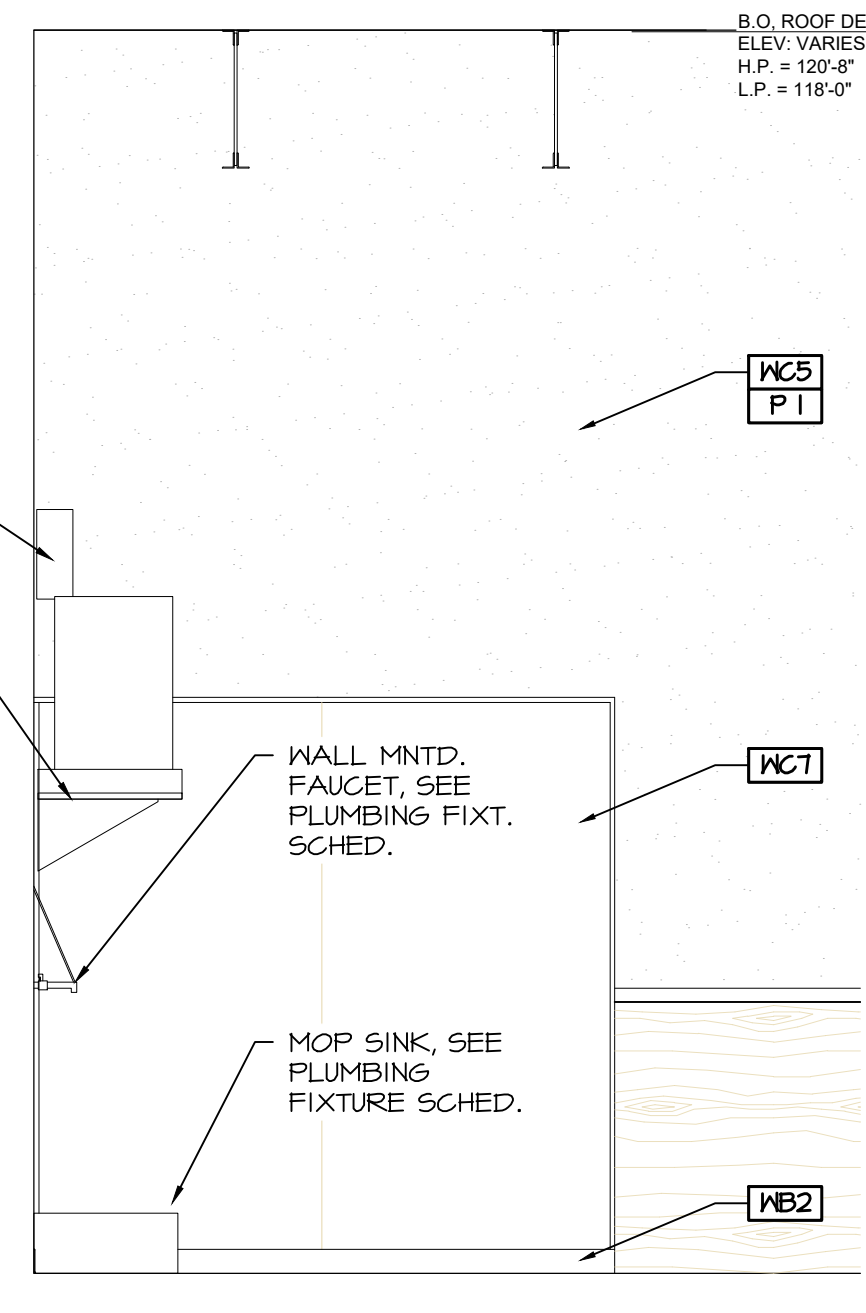 B.O, ROOF DE
ELEV: VARIES
H.P. = 120'-8"
L.P. = 118'-0"
WC5
P1
WALL MNTD.
FAUCET, SEE
PLUMBING FIXT.
SCHED.
WC7
MOP SINK, SEE
PLUMBING
FIXTURE SCHED.
WB2